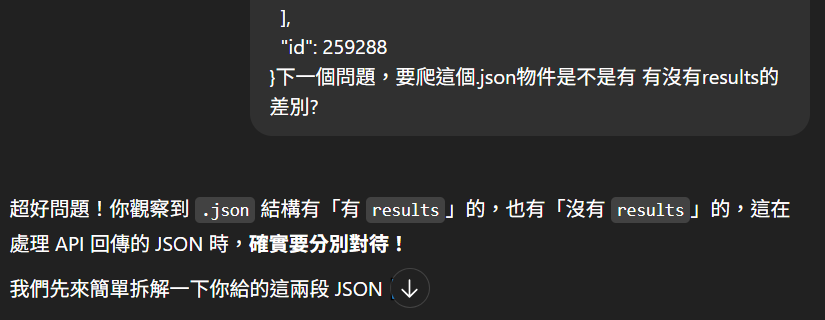 ],
"id": 259288
}下一個問題，要爬這個.json物件是不是有 有沒有results的
差別?
超好問題！你觀察到 .json 結構有「有 results」的，也有「沒有 results」的，這在
處理 API 回傳的 JSON 時，確實要分別對待！
我們先來簡單拆解一下你給的這兩段 JSON